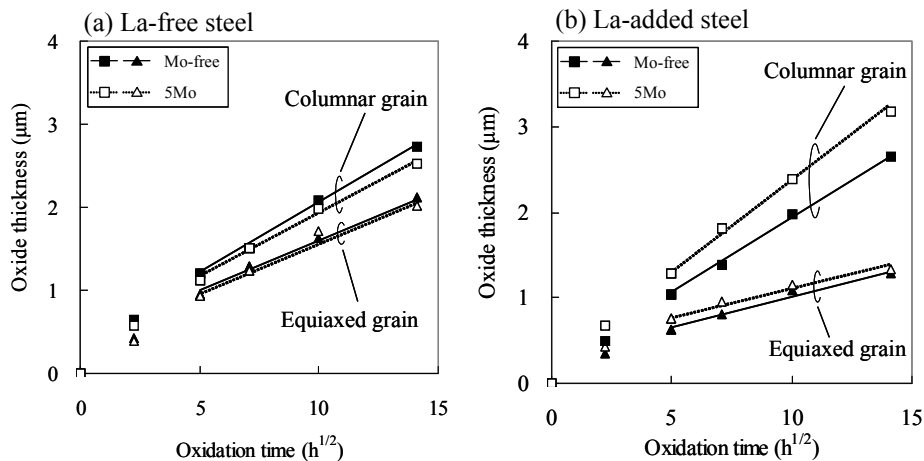 (a) La-free steel
4
3
2
1
0
Mo-free
5Mo
Columnar grain
Equiaxed grain
Oxide thickness (μm)
0 5 10 15
Oxidation time (h1/2)
(b) La-added steel
4
3
2
1
0
Mo-free
5Mo
Columnar grain
Equiaxed grain
Oxide thickness (μm)
0 5 10 15
Oxidation time (h1/2)